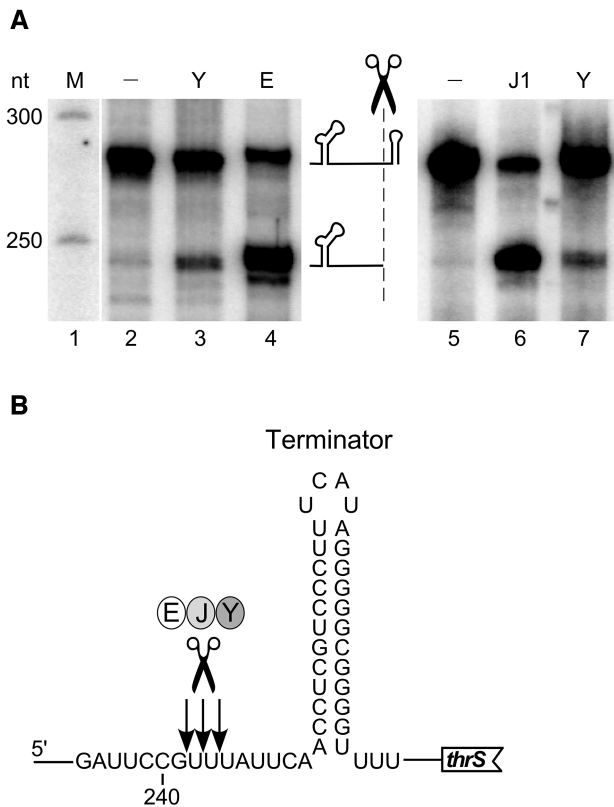 A
nt M – Y E – J1 Y
300
250
1 2 3 4 5 6 7
B
Terminator
C A
U U
U A
U G
U G
C G
C G
C G
U G
G C
C G
U G
C G
C G
A U
E J Y
5' GAUUCCGUUUAUUCA UUU thrS
240